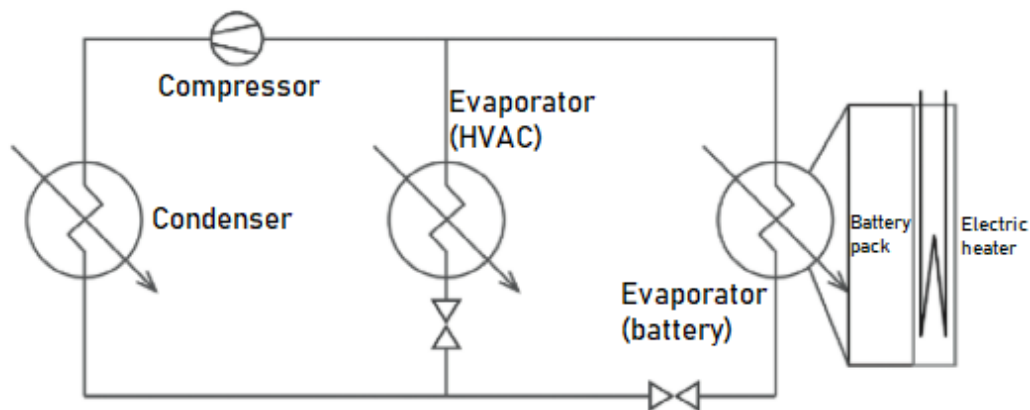 Compressor
Evaporator
(HVAC)
Condenser
Battery
pack
Electric
heater
Evaporator
(battery)